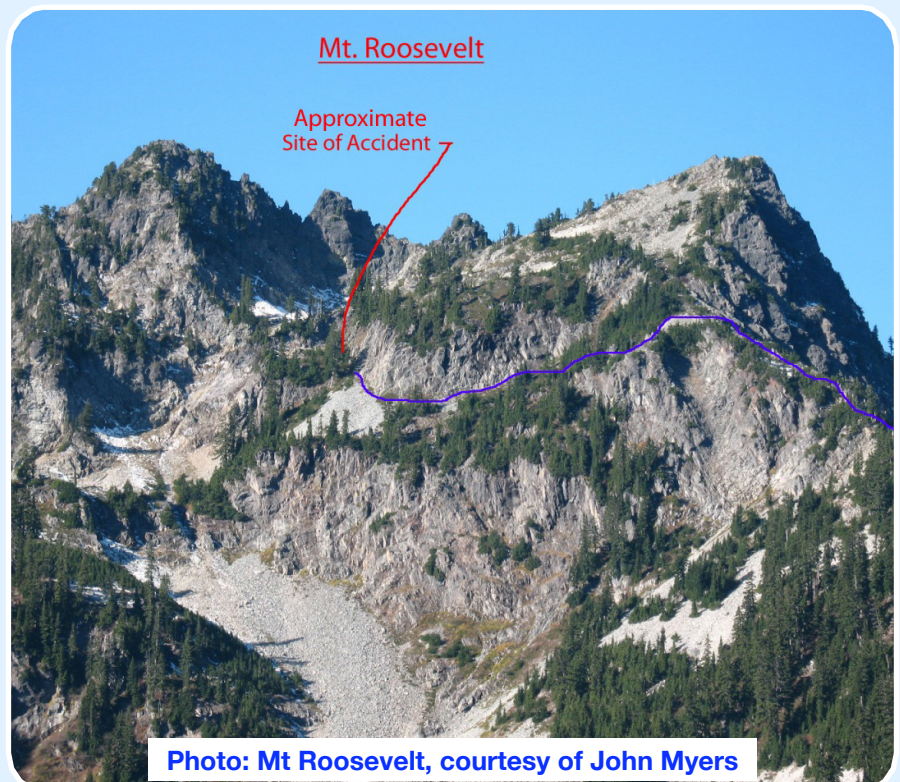 Mt. Roosevelt
Approximate
Site of Accident
Photo: Mt Roosevelt, courtesy of John Myers